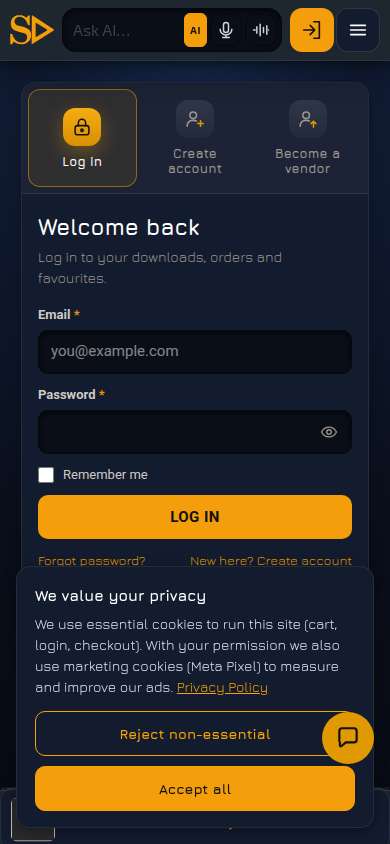 SD
Ask AI...
AI
Log In
Create
account
Become a
vendor
Welcome back
Log in to your downloads, orders and
favourites.
Email *
you@example.com
Password *
Remember me
LOG IN
Forgot password?
New here? Create account
We value your privacy
We use essential cookies to run this site (cart,
login, checkout). With your permission we also
use marketing cookies (Meta Pixel) to measure
and improve our ads. Privacy Policy
Reject non-essential
Accept all